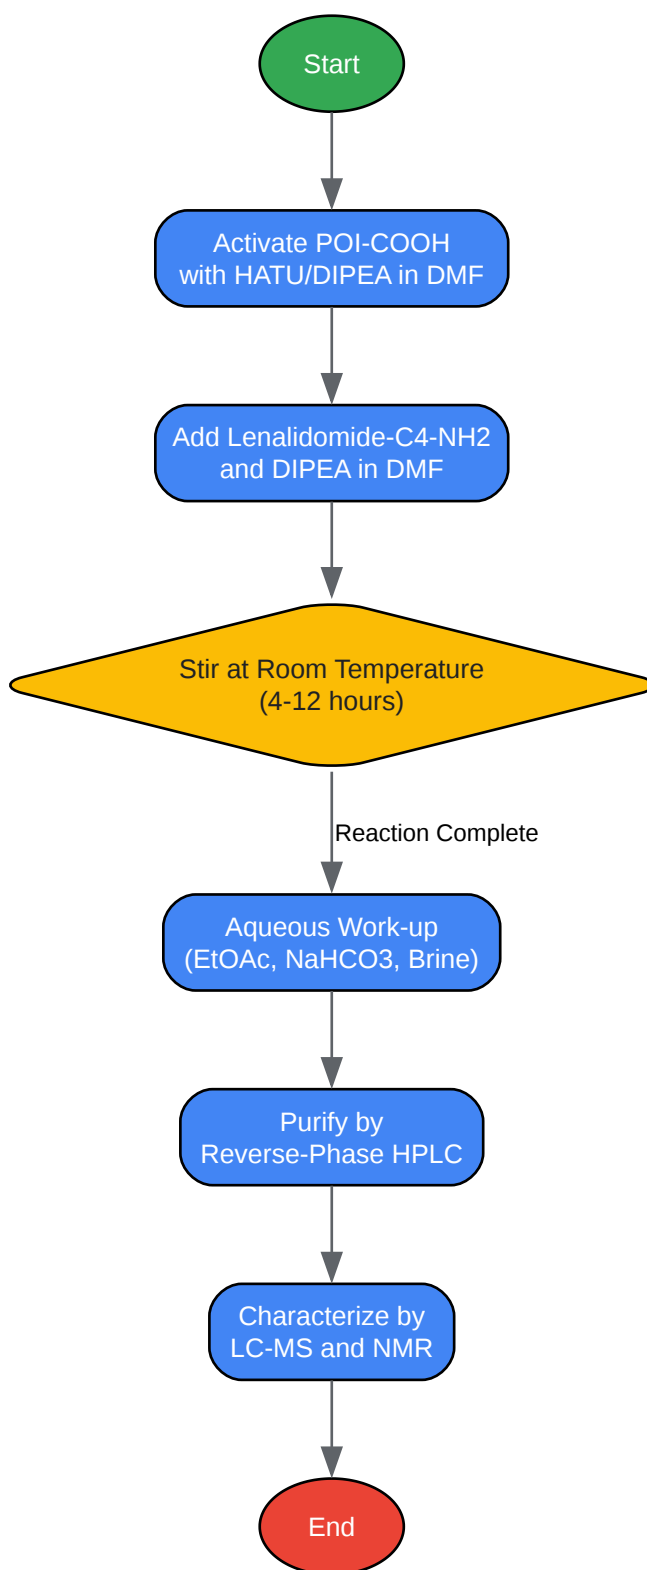 Start
Activate POI-COOH
with HATU/DIPEA in DMF
Add Lenalidomide-C4-NH2
and DIPEA in DMF
Stir at Room Temperature
(4-12 hours)
Reaction Complete
Aqueous Work-up
(EtOAc, NaHCO3, Brine)
Purify by
Reverse-Phase HPLC
Characterize by
LC-MS and NMR
End